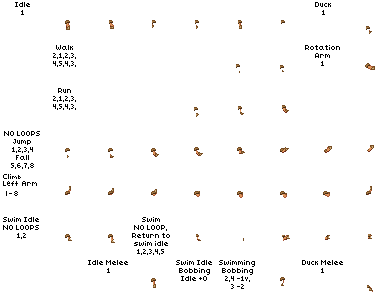 Idle
1
Duck
1
Walk
2,1,2,3,
4,5,4,3,
Rotation
Arm
1
Run
2,1,2,3,
4,5,4,3,
NO LOOPS
Jump
1,2,3,4
Fall
5,6,7,8
Climb
Left Arm
1-8
Swim Idle
NO LOOPS
1,2
Swim
NO LOOP,
Return to
swim idle
1,2,3,4,5
Idle Melee
1
Swim Idle
Bobbing
Idle +0
Swimming
Bobbing
2,4 -1v,
3 -2
Duck Melee
1